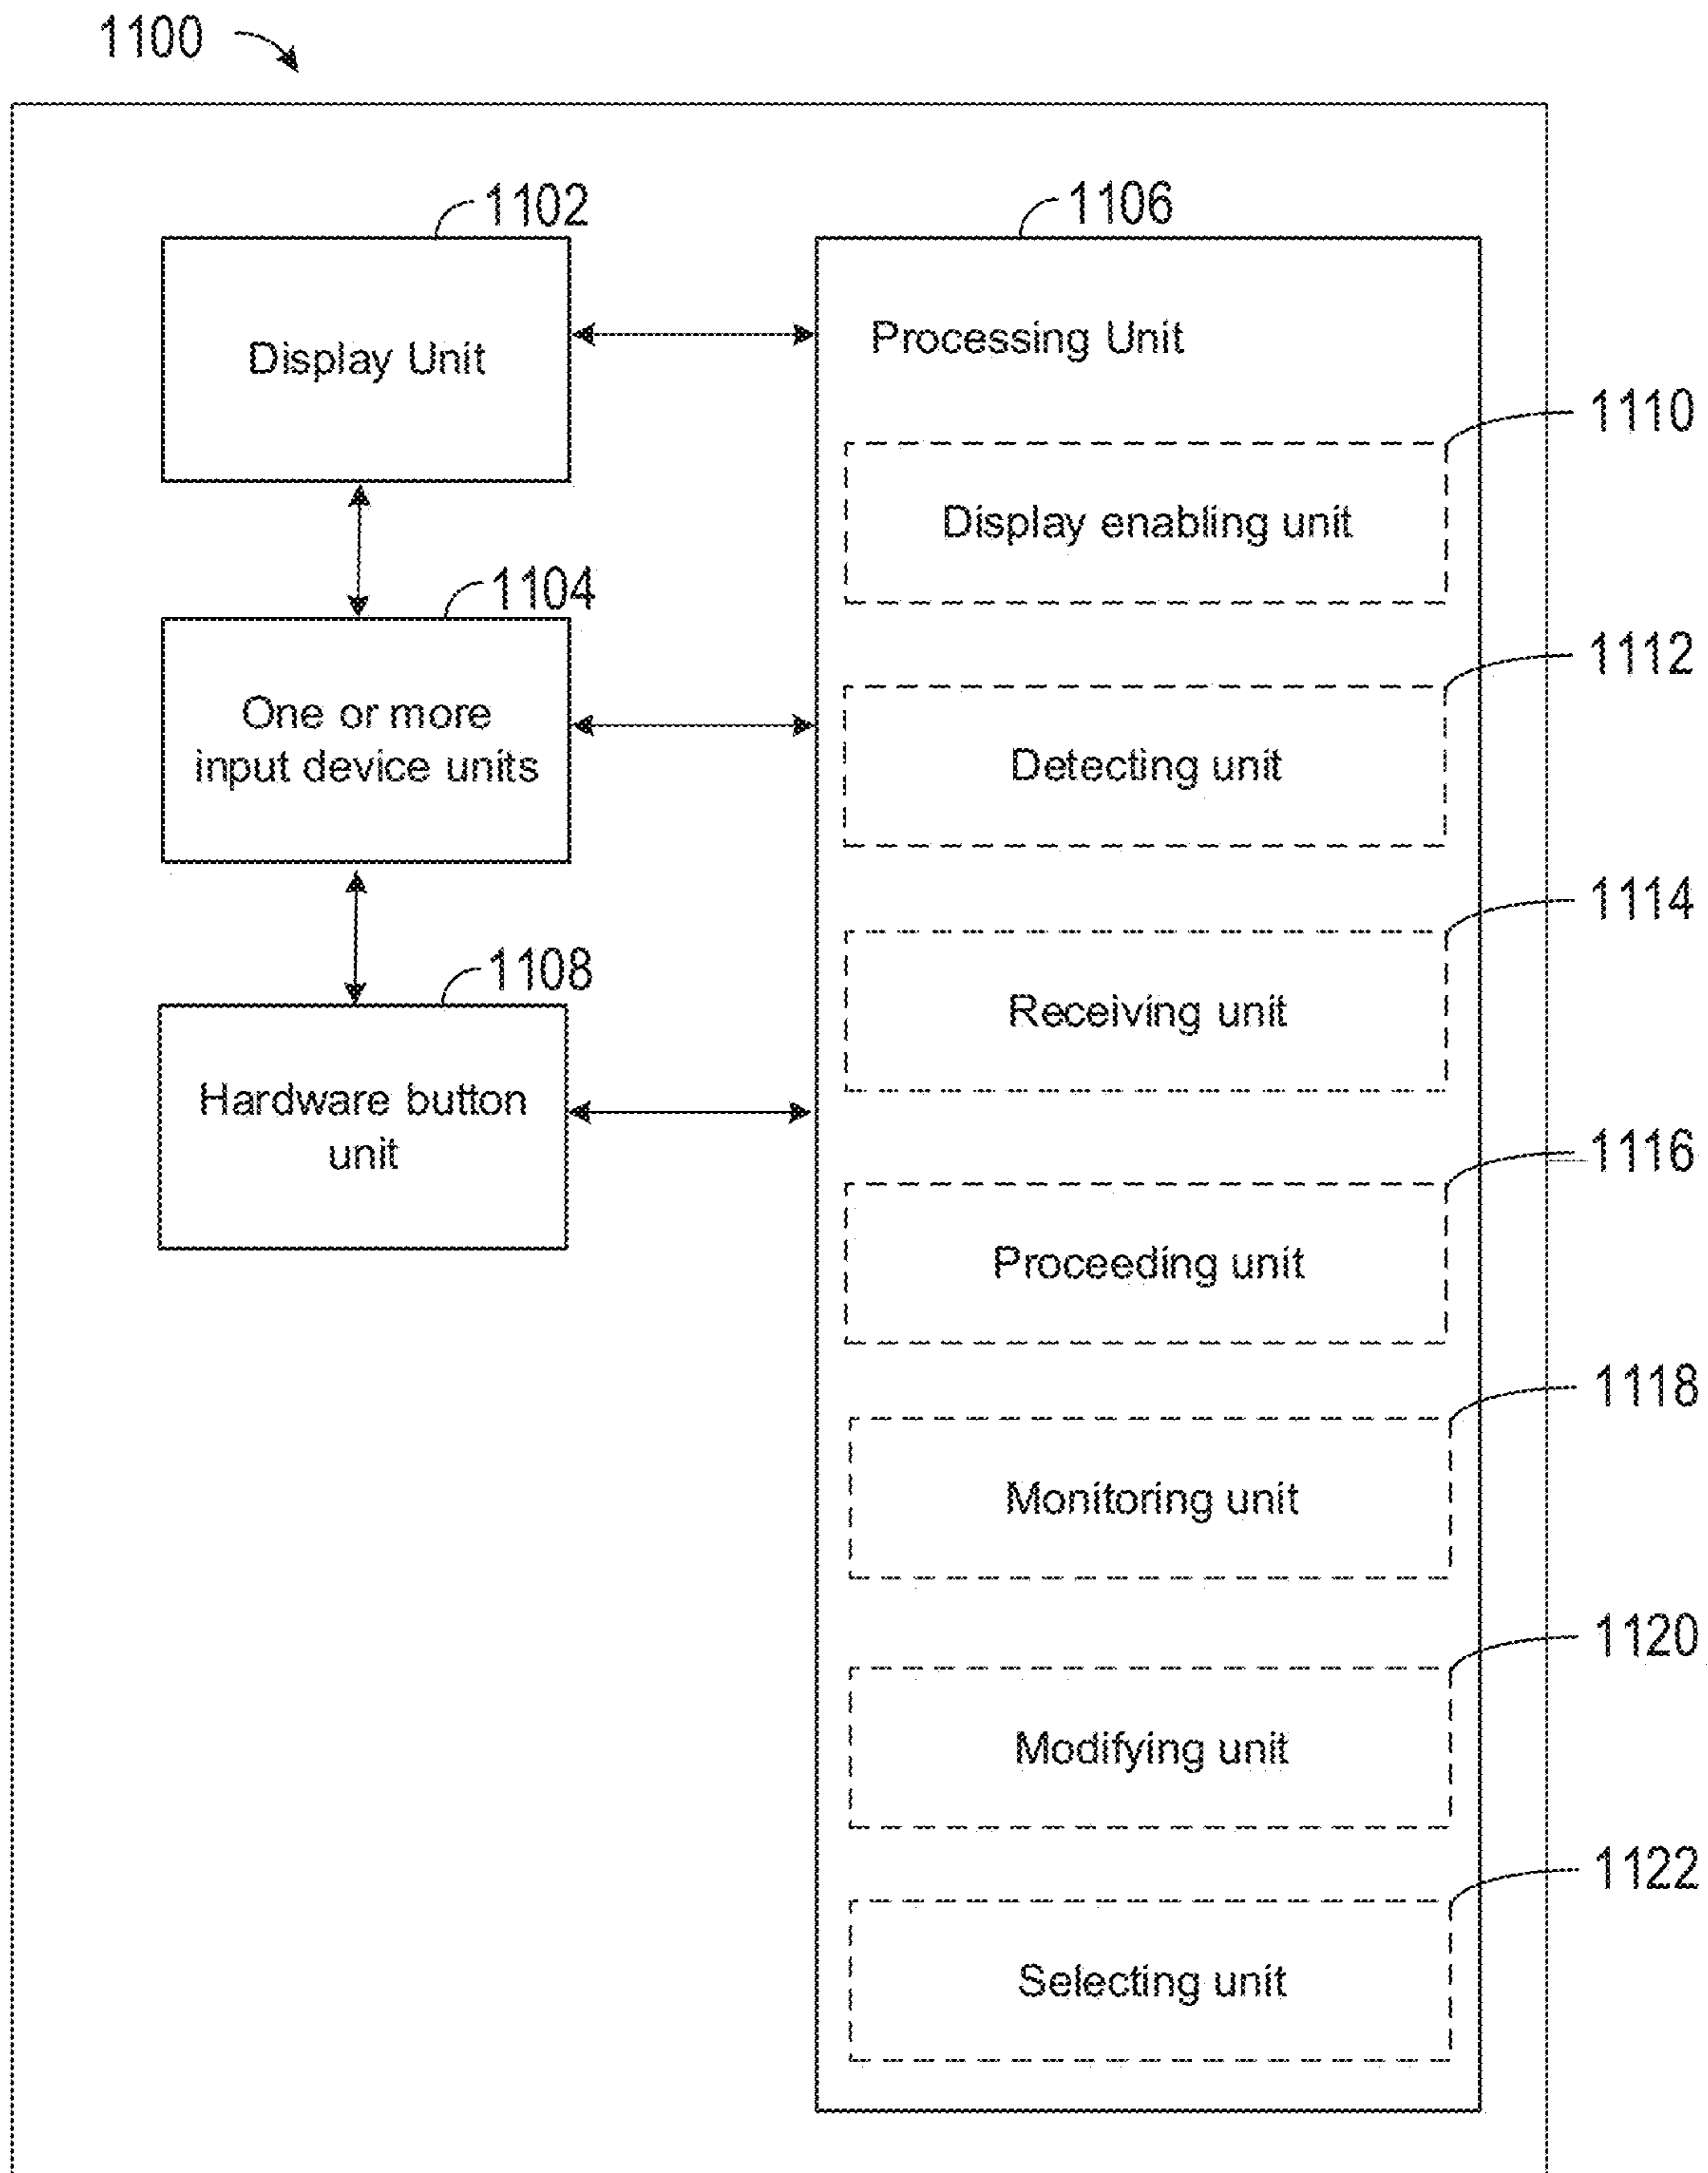 1100
1102
Display Unit
1104
One or more
input device units
1108
Hardware button
unit
1106
Processing Unit
1110
Display enabling unit
1112
Detecting unit
1114
Receiving unit
1116
Proceeding unit
1118
Monitoring unit
1120
Modifying unit
1122
Selecting unit